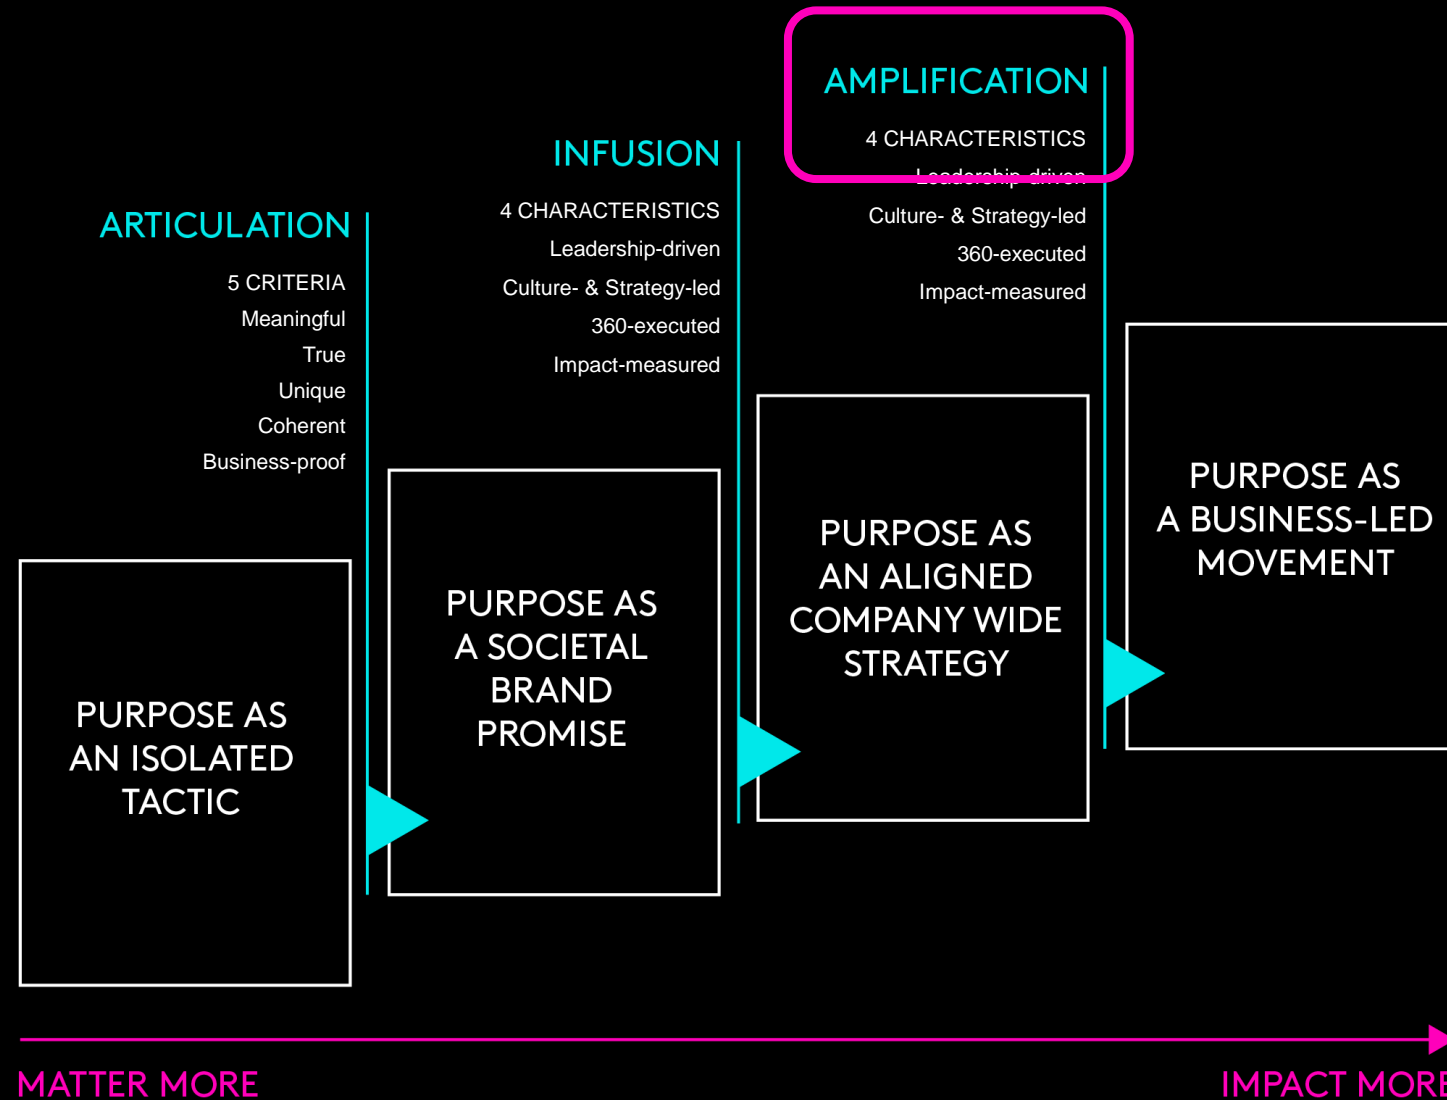 AMPLIFICATION
4 CHARACTERISTICS
Leadership-driven
Culture- & Strategy-led
360-executed
Impact-measured
INFUSION
4 CHARACTERISTICS
Leadership-driven
Culture- & Strategy-led
360-executed
Impact-measured
ARTICULATION
5 CRITERIA
Meaningful
True
Unique
Coherent
Business-proof
PURPOSE AS
AN ISOLATED
TACTIC
PURPOSE AS
A SOCIETAL
BRAND
PROMISE
PURPOSE AS
AN ALIGNED
COMPANY WIDE
STRATEGY
PURPOSE AS
A BUSINESS-LED
MOVEMENT
MATTER MORE
IMPACT MORE